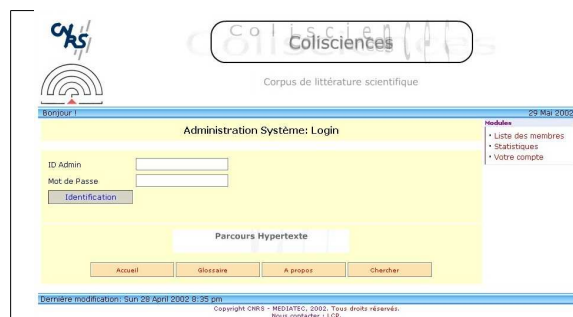 CNRS
Colisciences
Colisciences
Corpus de littérature scientifique
Bonjour !
29 Mai 2002
Administration Système: Login
Modules
• Liste des membres
• Statistiques
• Votre compte
ID Admin
Mot de Passe
Identification
Parcours Hypertexte
Accueil
Glossaire
A propos
Chercher
Dernière modification: Sun 28 April 2002 8:35 pm
Copyright CNRS - MEDIATEC, 2002. Tous droits réservés.
Nous contacter : LCP.